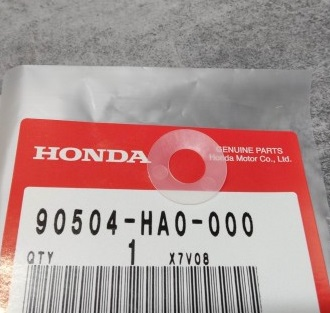 HONDA
GENUINE PARTS
Honda Motor Co., Ltd.
90504-HA0-000
QTY 1 X7V08